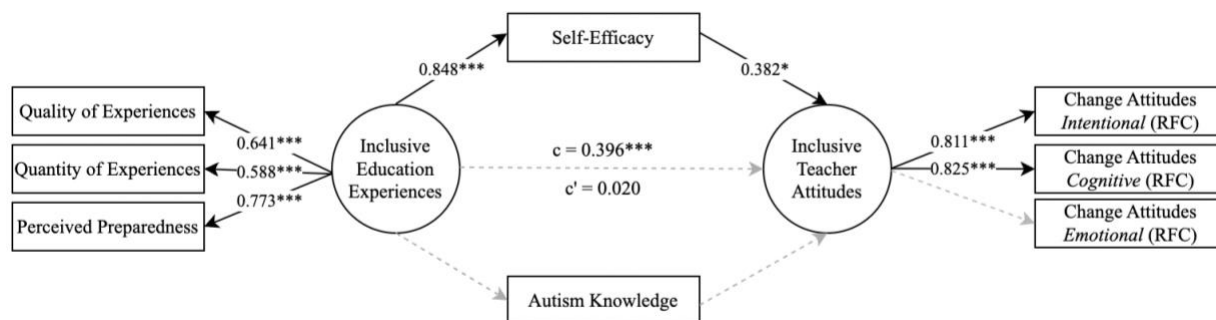 Self-Efficacy
0.848***
0.382*
Quality of Experiences
Quantity of Experiences
Perceived Preparedness
0.641***
0.588***
0.773***
Inclusive
Education
Experiences
c = 0.396***
c' = 0.020
Inclusive
Teacher
Attitudes
0.811***
0.825***
Change Attitudes
Intentional (RFC)
Change Attitudes
Cognitive (RFC)
Change Attitudes
Emotional (RFC)
Autism Knowledge